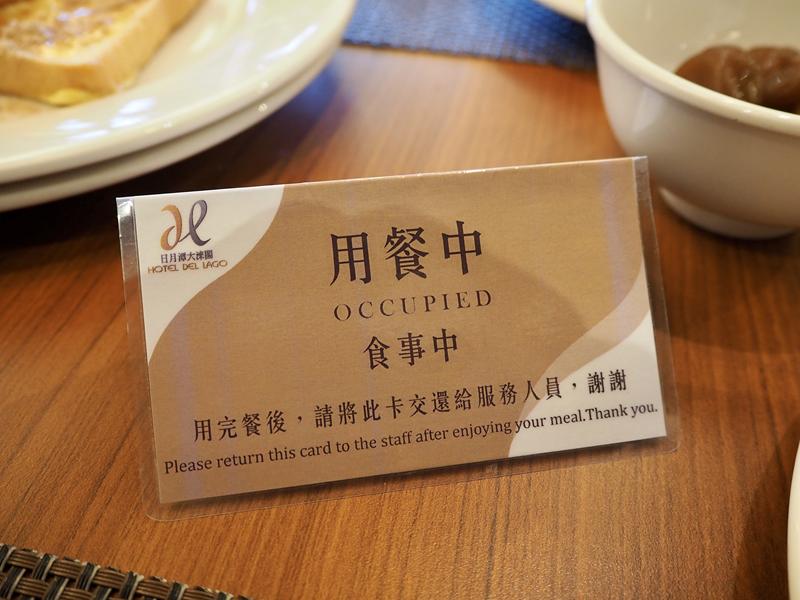 日月潭大淶閣
HOTEL DEL LAGO
用餐中
OCCUPIED
食事中
用完餐後，請將此卡交還給服務人員，謝謝
Please return this card to the staff after enjoying your meal.Thank you.